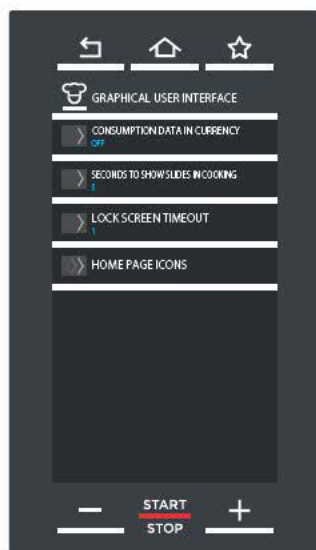 GRAPHICAL USER INTERFACE
CONSUMPTION DATA IN CURRENCY
OFF
SECONDS TO SHOW SLIDES IN COOKING
LOCK SCREEN TIMEOUT
1
HOME PAGE ICONS
START
STOP